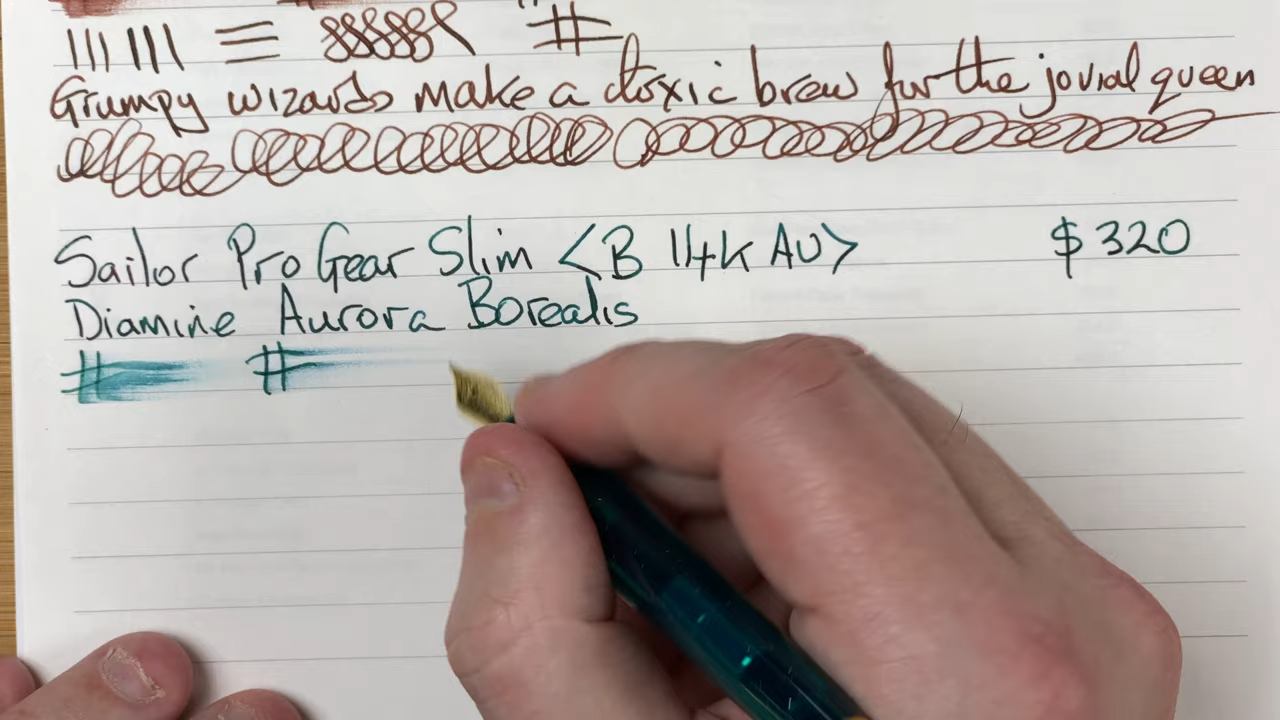 #
Grumpy wizards make a toxic brew for the jovial queen
Sailor Pro Gear Slim <B 14K AU> $320
Diamine Aurora Borealis
# #